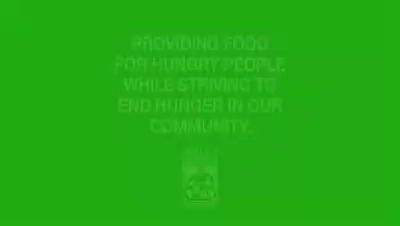 PROVIDING FOOD
FOR HUNGRY PEOPLE
WHILE STRIVING TO
END HUNGER IN OUR
COMMUNITY.